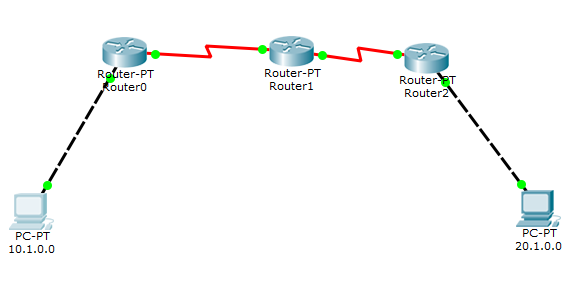 Router-PT
Router0
Router-PT
Router1
Router-PT
Router2
PC-PT
10.1.0.0
PC-PT
20.1.0.0